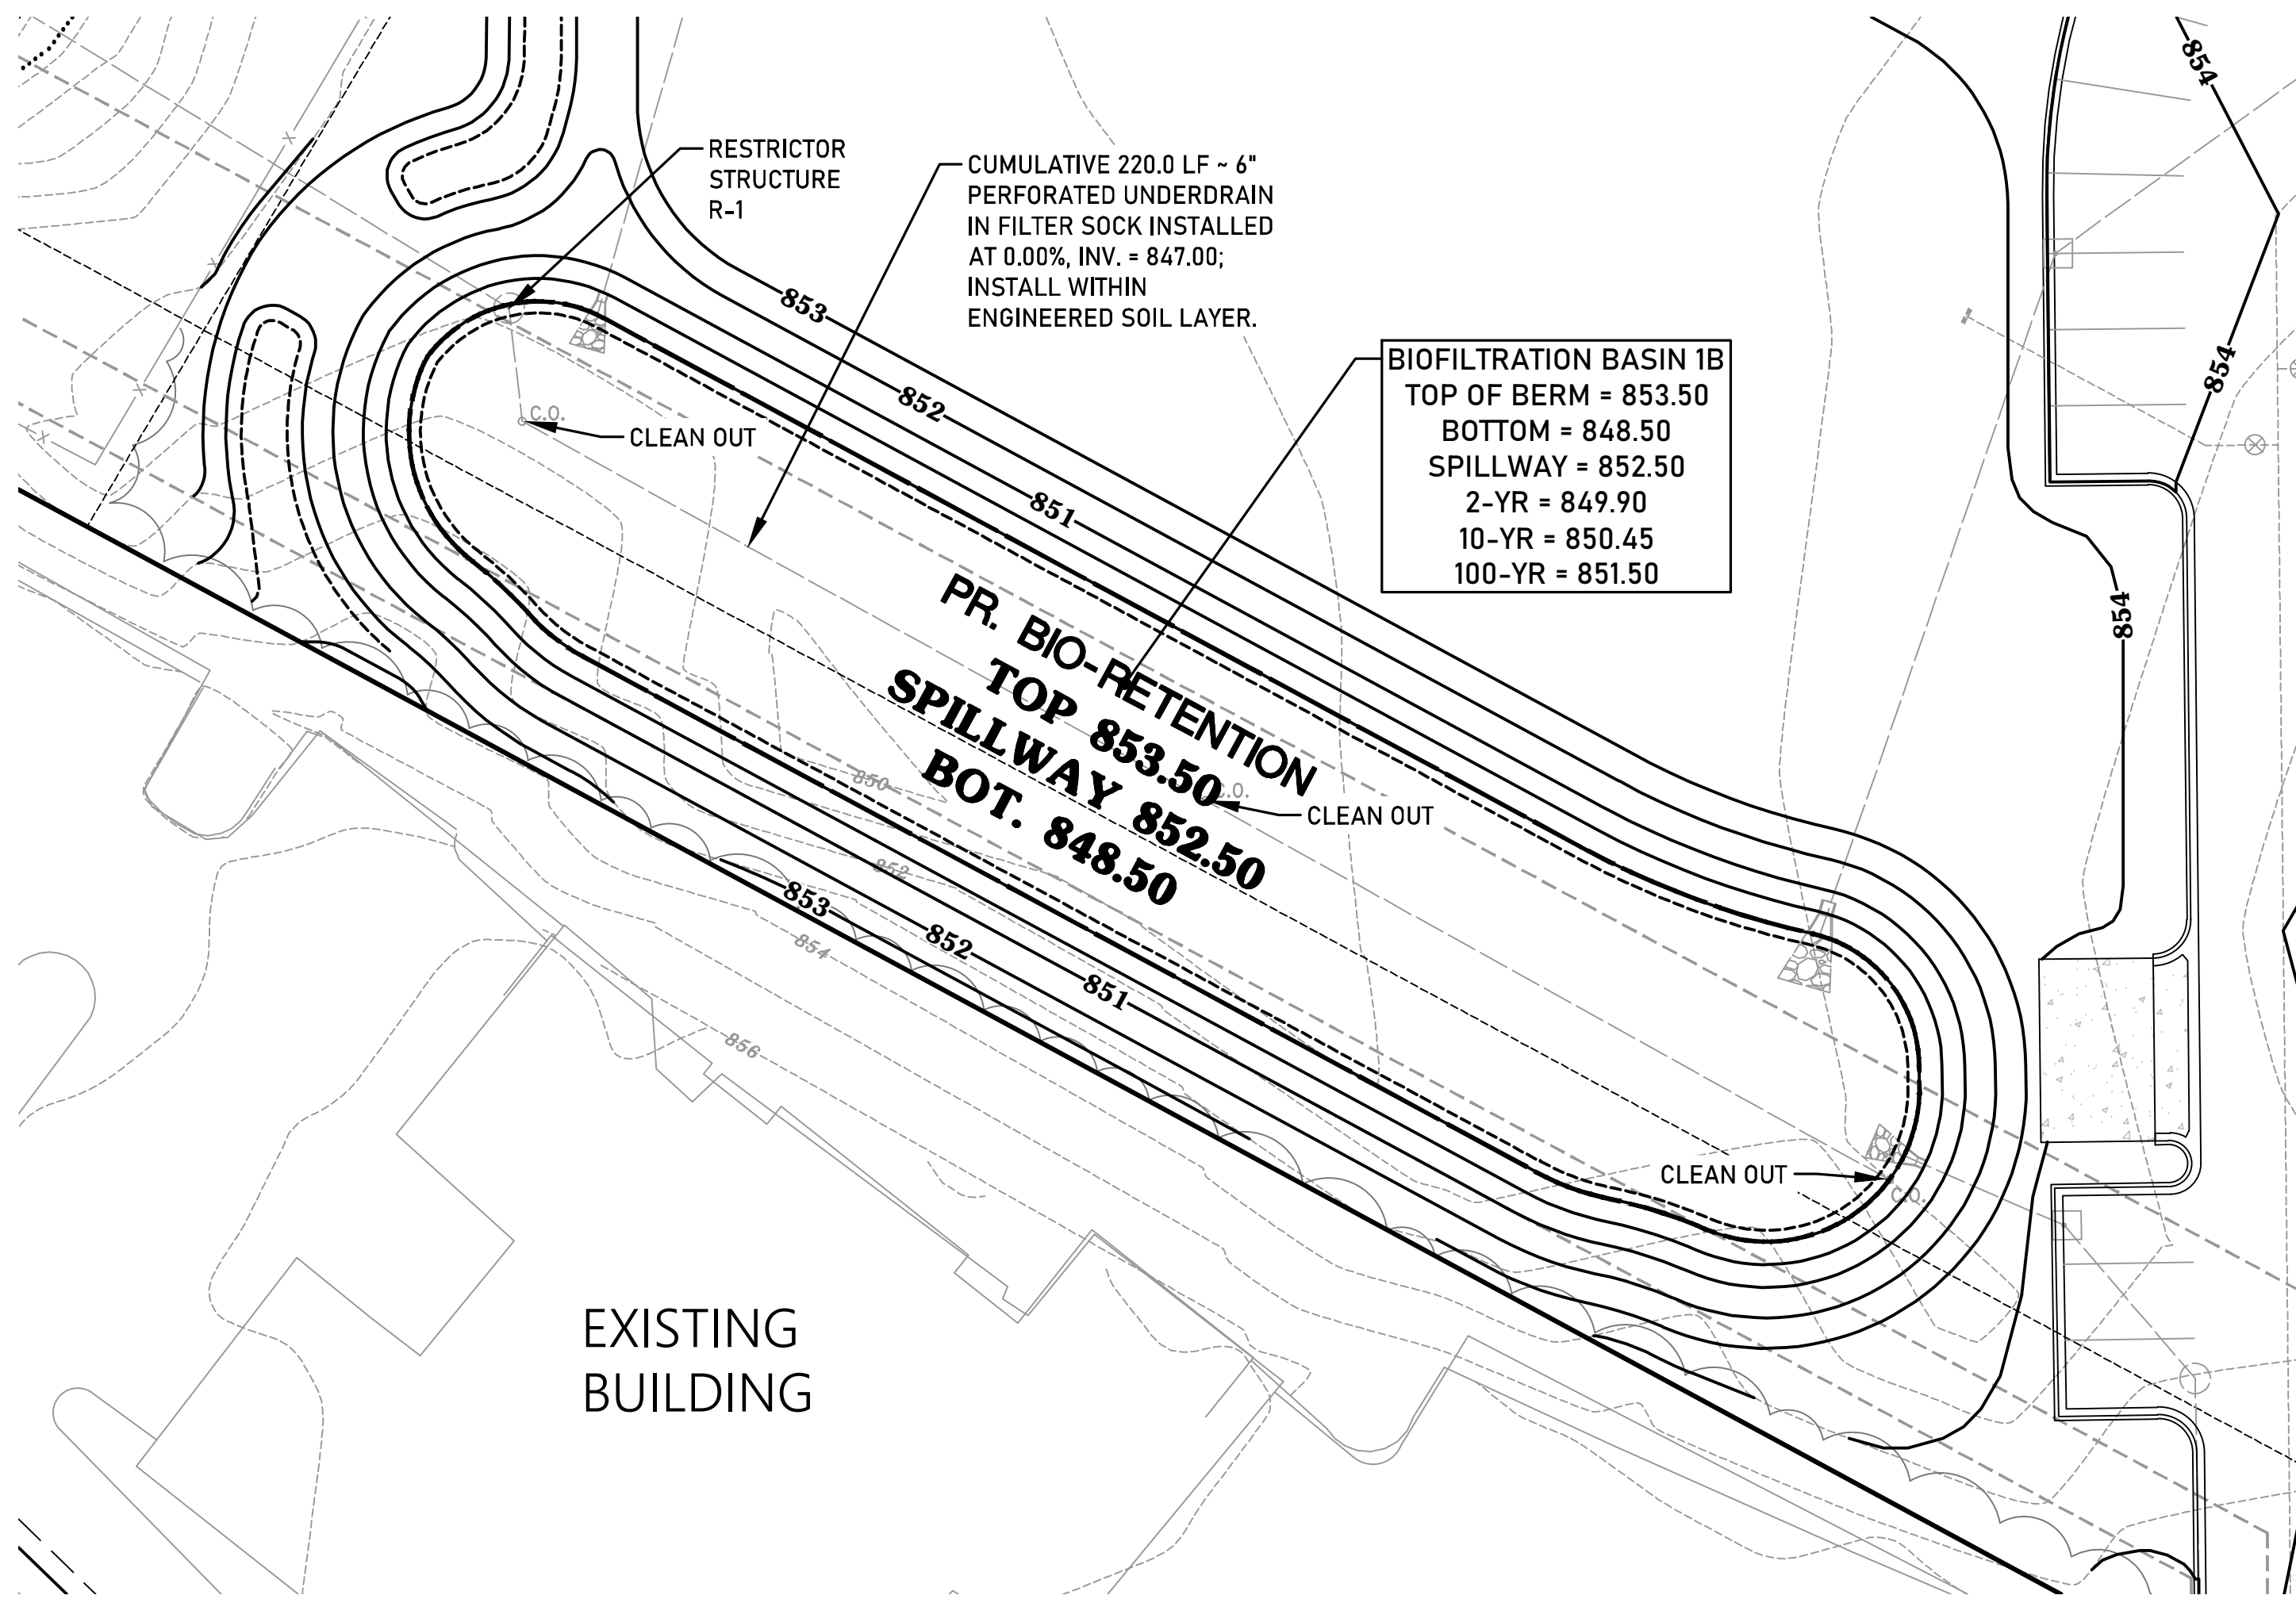 854
RESTRICTOR
STRUCTURE
R-1
CUMULATIVE 220.0 LF ~ 6"
PERFORATED UNDERDRAIN
IN FILTER SOCK INSTALLED
AT 0.00%, INV. = 847.00;
INSTALL WITHIN
ENGINEERED SOIL LAYER.
853
BIOFILTRATION BASIN 1B
TOP OF BERM = 853.50
BOTTOM = 848.50
SPILLWAY = 852.50
2-YR = 849.90
10-YR = 850.45
100-YR = 851.50
854
852
C.O.
CLEAN OUT
851
854
PR. BIO-RETENTION
TOP 853.50
SPILLWAY 852.50
BOT. 848.50
850
C.O.
CLEAN OUT
852
853
854
852
851
856
CLEAN OUT
C.O.
EXISTING
BUILDING